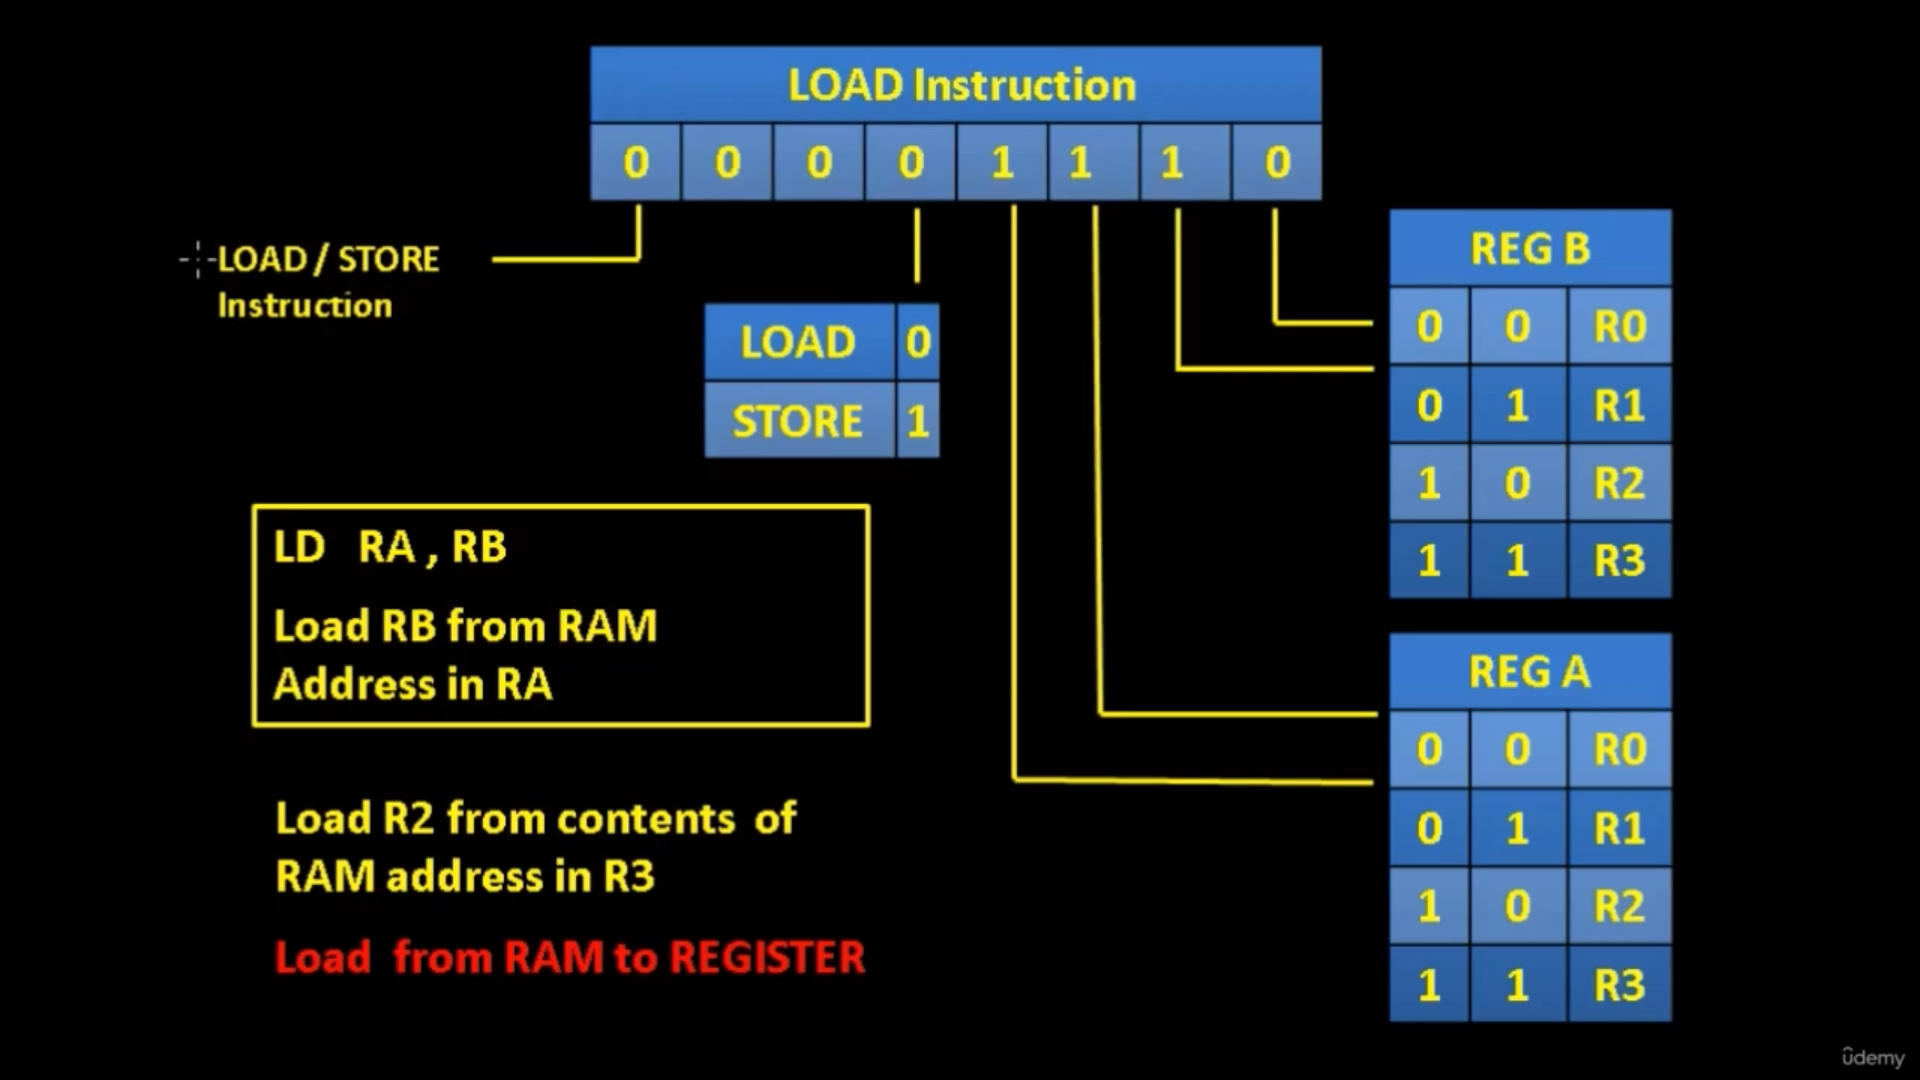 LOAD Instruction
0 0 0 0 1 1 1 0
LOAD / STORE
Instruction
LOAD 0
STORE 1
REG B
0 0 R0
0 1 R1
1 0 R2
1 1 R3
LD RA , RB
Load RB from RAM
Address in RA
REG A
0 0 R0
0 1 R1
1 0 R2
1 1 R3
Load R2 from contents of
RAM address in R3
Load from RAM to REGISTER
ûdemy